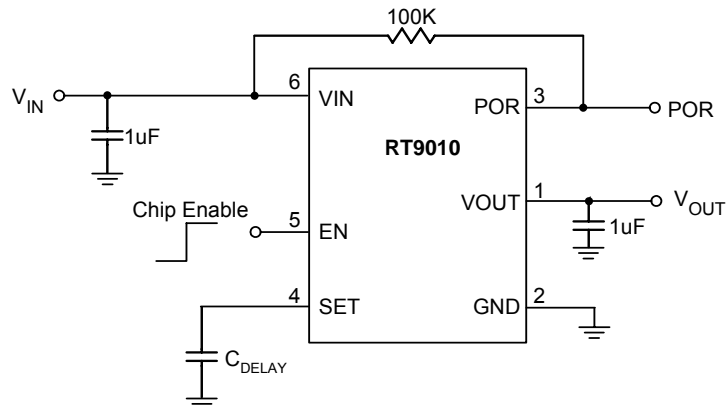 100K
6
VIN
V_IN
1uF
3
POR
POR
RT9010
Chip Enable
5
EN
1
VOUT
V_OUT
1uF
4
SET
2
GND
C_DELAY